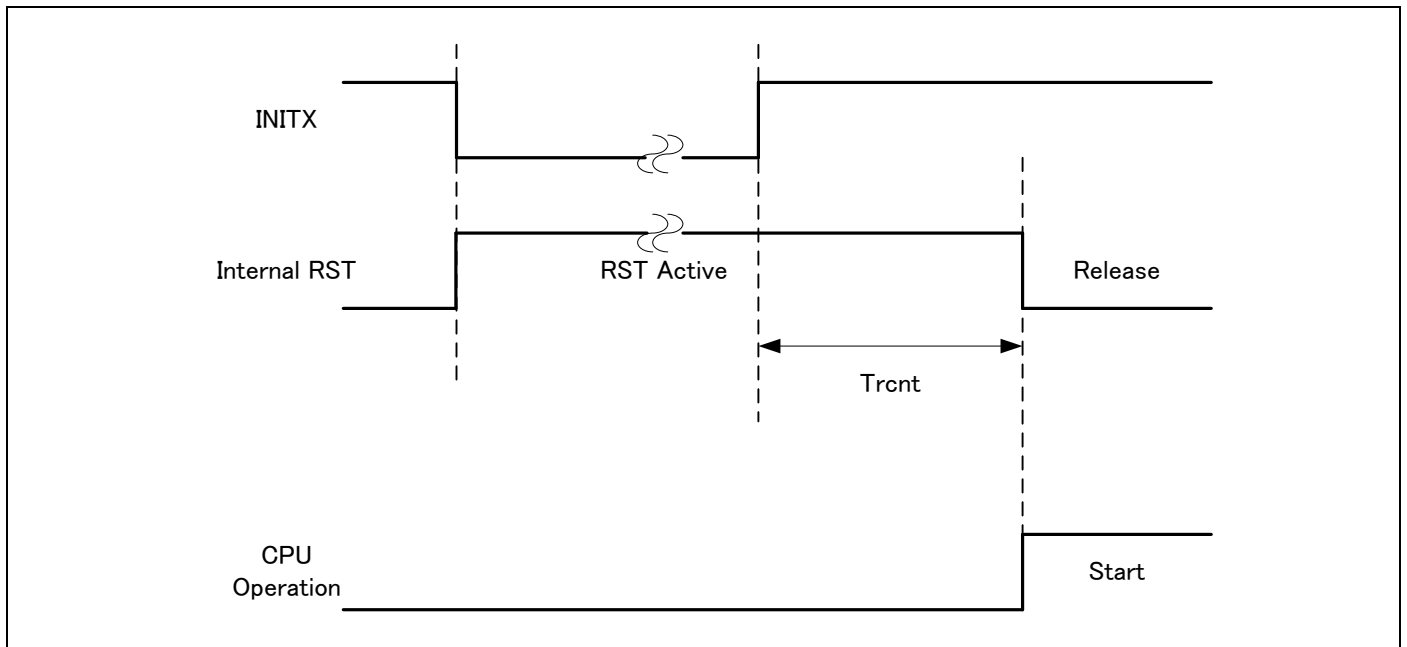 INITX
Internal RST
RST Active
Release
Trcnt
CPU
Operation
Start